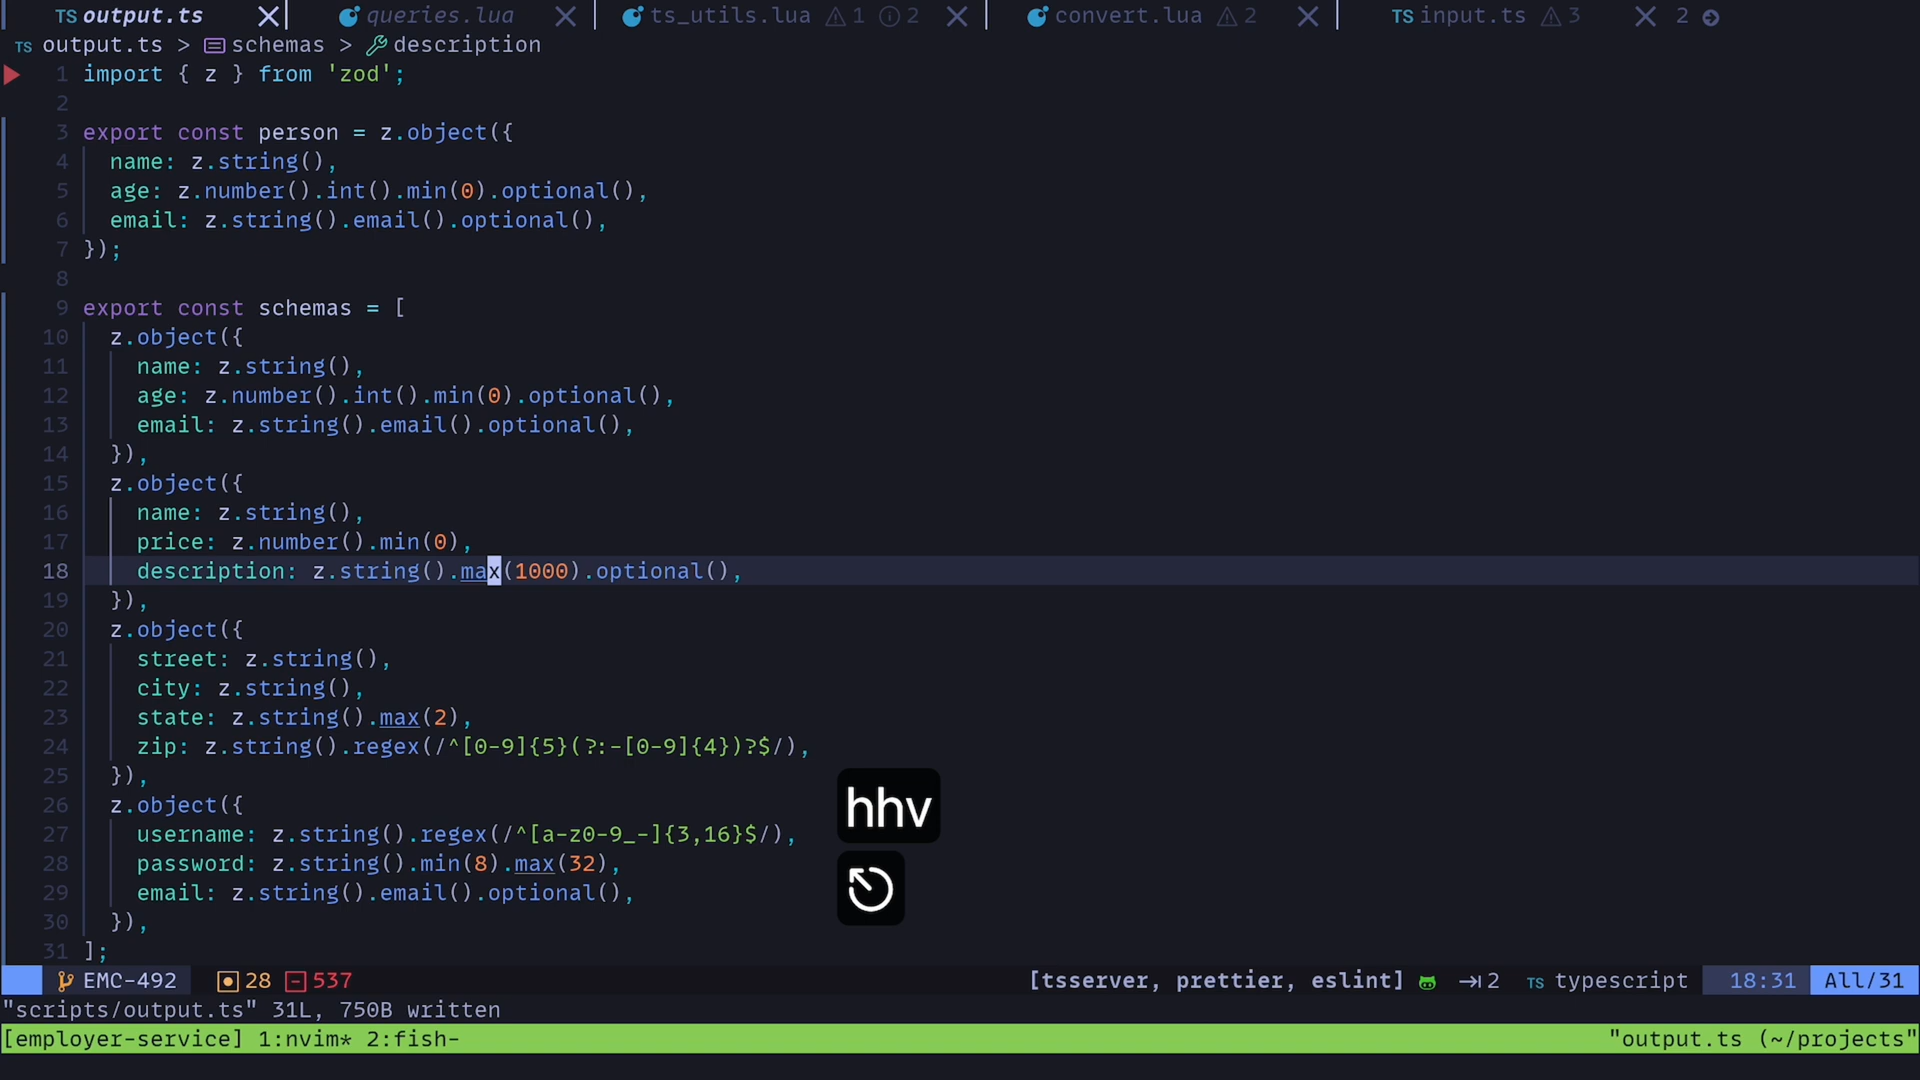 TS output.ts queries.lua ts_utils.lua 1 2 convert.lua 2 TS input.ts 3 2
TS output.ts > schemas > description
1 import { z } from 'zod';
2
3 export const person = z.object({
4 name: z.string(),
5 age: z.number().int().min(0).optional(),
6 email: z.string().email().optional(),
7 });
8
9 export const schemas = [
10 z.object({
11 name: z.string(),
12 age: z.number().int().min(0).optional(),
13 email: z.string().email().optional(),
14 }),
15 z.object({
16 name: z.string(),
17 price: z.number().min(0),
18 description: z.string().max(1000).optional(),
19 }),
20 z.object({
21 street: z.string(),
22 city: z.string(),
23 state: z.string().max(2),
24 zip: z.string().regex(/^[0-9]{5}(?:-[0-9]{4})?$/),
25 }),
26 z.object({
27 username: z.string().regex(/^[a-z0-9_-]{3,16}$/),
28 password: z.string().min(8).max(32),
29 email: z.string().email().optional(),
30 }),
31 ];
hhv
EMC-492 28 537 [tsserver, prettier, eslint] 2 TS typescript 18:31 All/31
"scripts/output.ts" 31L, 750B written
[employer-service] 1:nvim* 2:fish- "output.ts (~/projects"